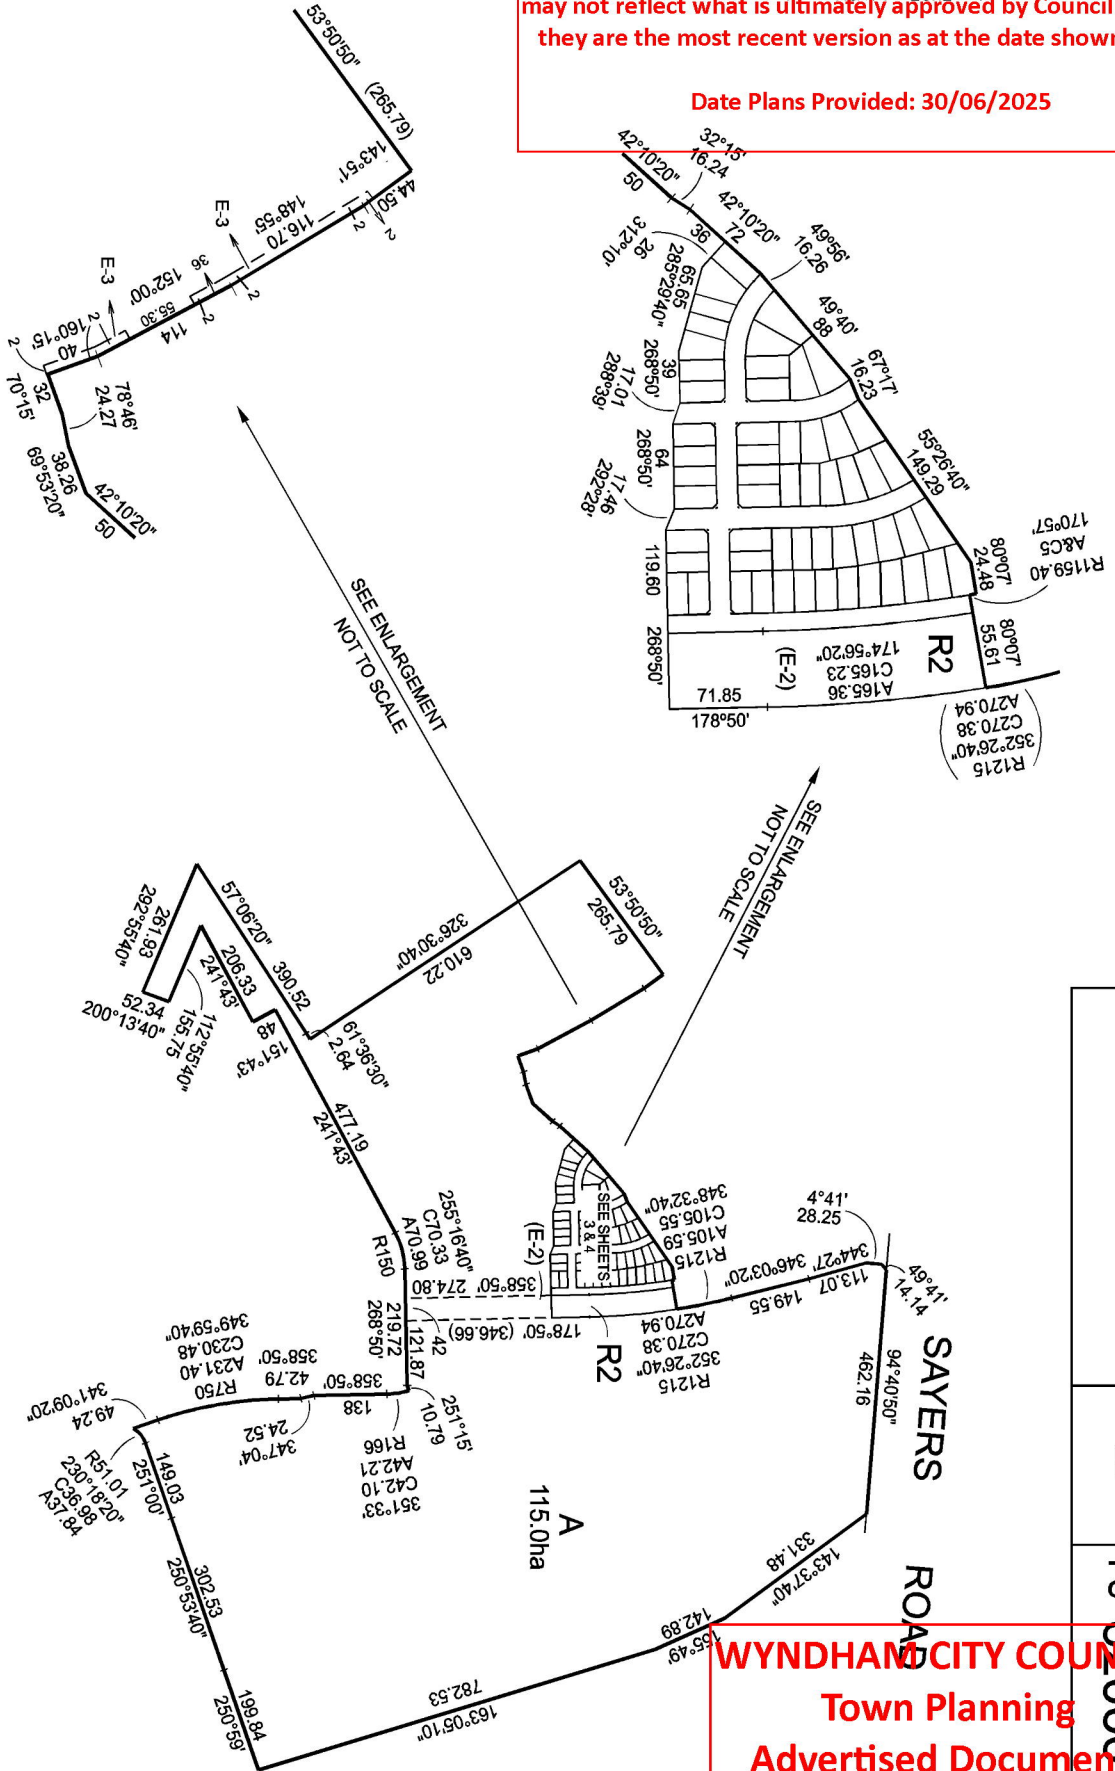 may not reflect what is ultimately approved by Council
they are the most recent version as at the date shown
Date Plans Provided: 30/06/2025
53°50'50"
(265.79)
143°51'
44.50
2
2
148°55'
116.70
E-3
2
36
2
E-3
152°00'
55.30
114
2
160°15'
40
2
32
70°15'
78°46'
24.27
38.26
69°53'20"
42°10'20"
50
42°10'20"
50
32°15'
16.24
42°10'20"
72
36
26
312°10'
49°56'
16.26
49°40'
88
67°17'
16.23
55°26'40"
149.29
65.65
285°29'40"
39
268°50'
17.01
288°39'
64
268°50'
17.46
292°28'
119.60
268°50'
80°07'
24.48
R1159.40
A&C5
170°57'
80°07'
55.61
R2
A165.36
C165.23
174°56'20"
(E-2)
71.85
178°50'
R1215
352°26'40"
C270.38
A270.94
SEE ENLARGEMENT
NOT TO SCALE
SEE ENLARGEMENT
NOT TO SCALE
53°50'50"
265.79
326°30'40"
610.22
57°06'20"
390.52
61°36'30"
2.64
261.93
292°55'40"
206.33
241°43'
52.34
200°13'40"
112°55'40"
155.75
48
151°43'
477.19
241°43'
255°16'40"
C70.33
A70.99
R150
SEE SHEETS
3 & 4
(E-2)
358°50'
274.80
178°50'
(346.66)
R2
42
219.72
268°50'
121.87
251°15'
10.79
348°32'40"
C105.55
A105.59
R1215
R1215
352°26'40"
C270.38
A270.94
346°03'20"
149.55
344°27'
113.07
4°41'
28.25
49°41'
14.14
94°40'50"
462.16
SAYERS ROAD
358°50'
138
351°33'
C42.10
A42.21
R166
347°04'
24.52
358°50'
42.79
R750
A231.40
C230.48
349°59'40"
341°09'20"
49.24
R51.01
230°18'20"
C36.98
A37.84
149.03
251°00'
302.53
250°53'40"
199.84
250°59'
A
115.0ha
331.48
143°37'40"
142.89
782.53
163°05'10"
WYNDHAM CITY COUN
Town Planning
Advertised Documen